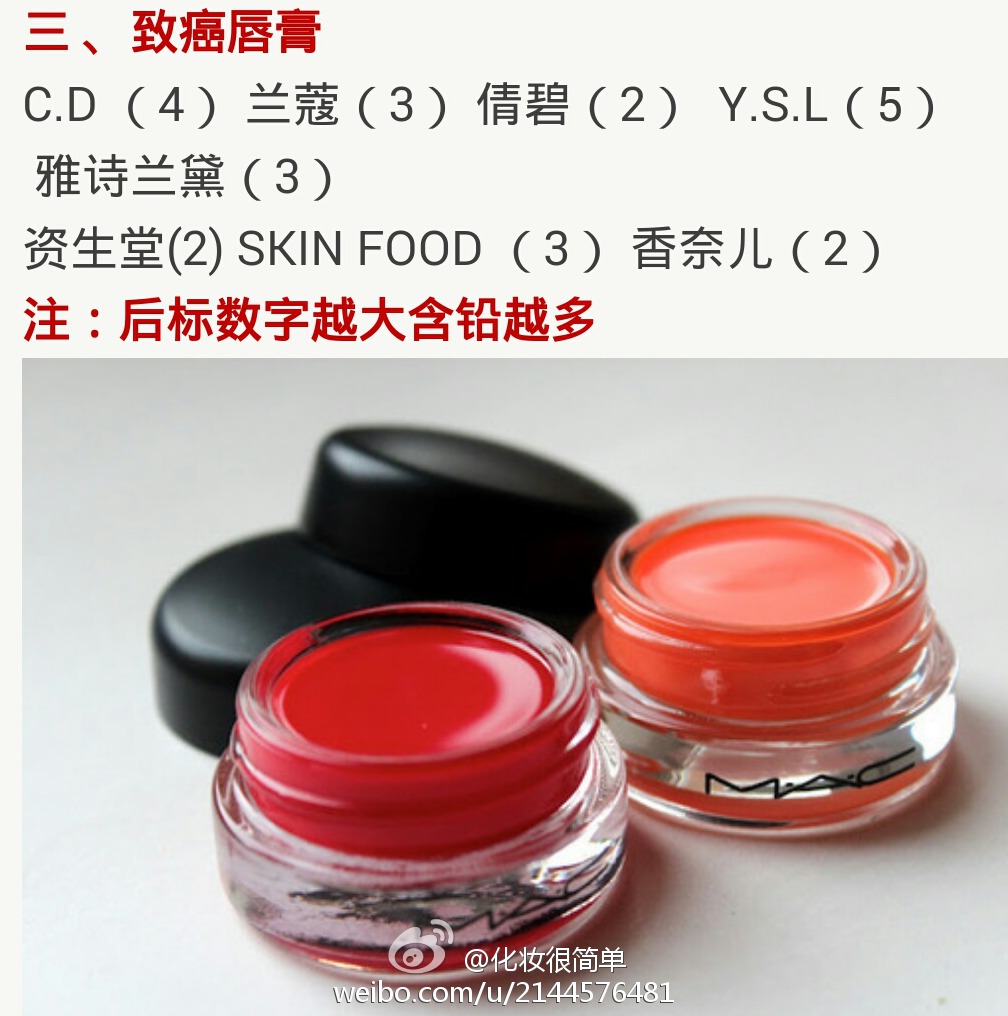 三、致癌唇膏
C.D（4） 兰蔻（3） 倩碧（2） Y.S.L（5）
雅诗兰黛（3）
资生堂(2) SKIN FOOD （3） 香奈儿（2）
注：后标数字越大含铅越多
M·A·C
MAC
@化妆很简单
weibo.com/u/2144576481